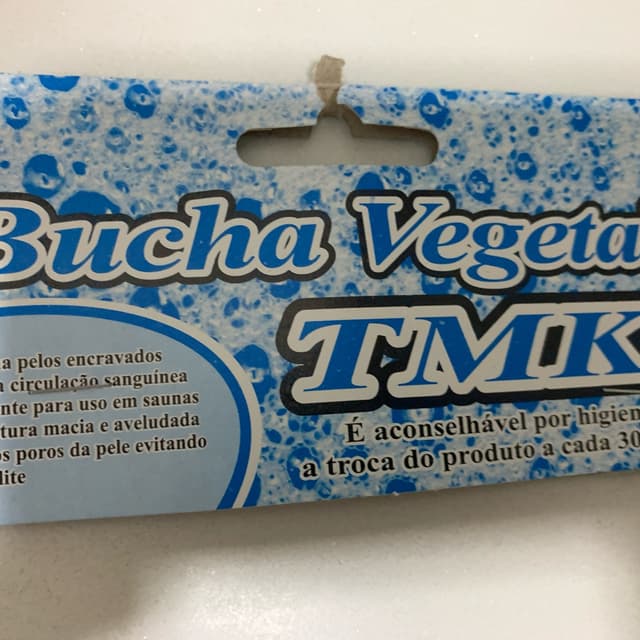 Bucha Vegetal
TMK
a pelos encravados
a circulação sanguínea
nte para uso em saunas
tura macia e aveludada
os poros da pele evitando
lite
É aconselhável por higien
a troca do produto a cada 30